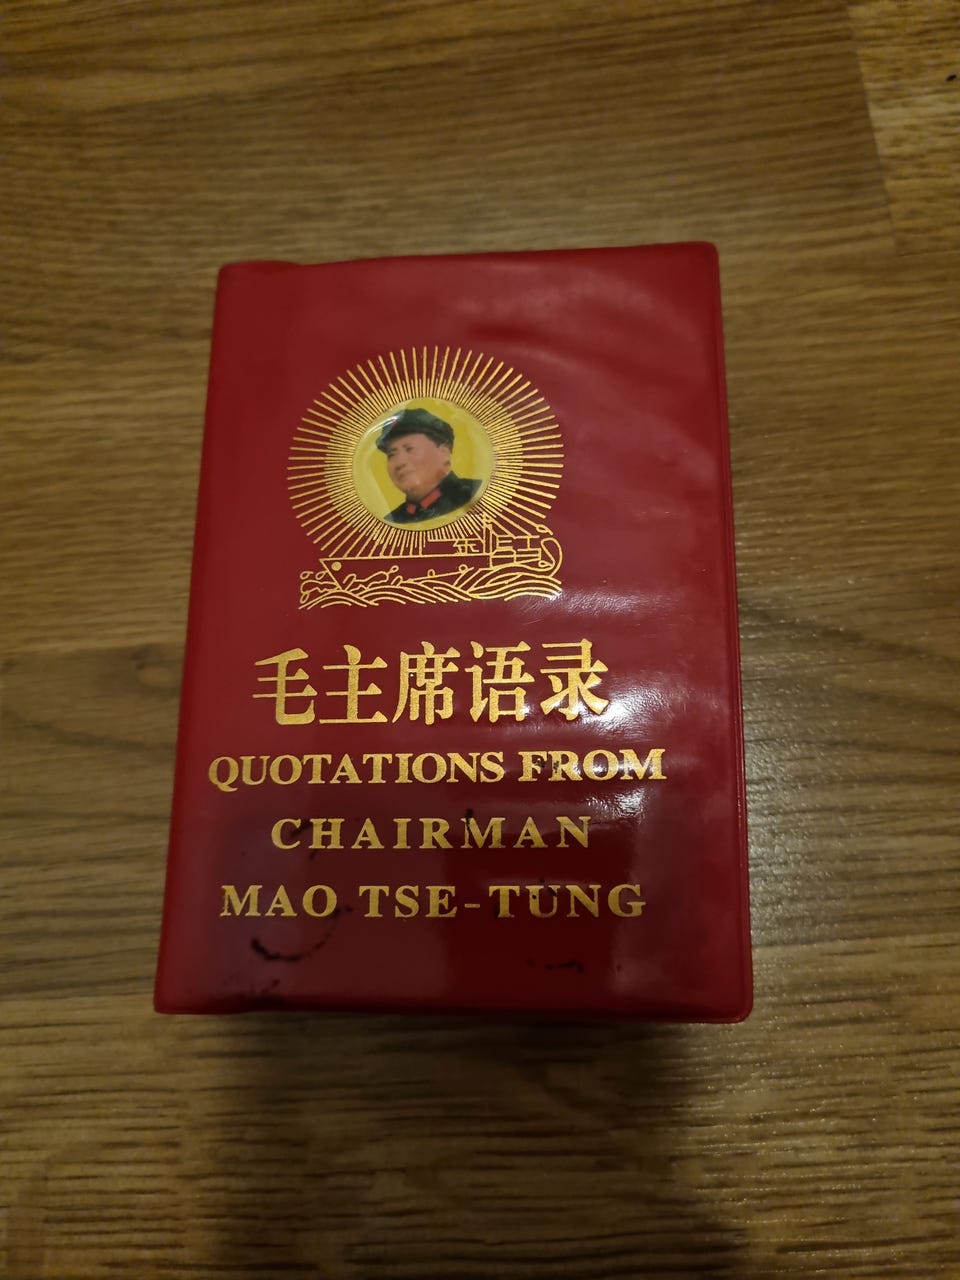 毛主席语录
QUOTATIONS FROM
CHAIRMAN
MAO TSE-TUNG